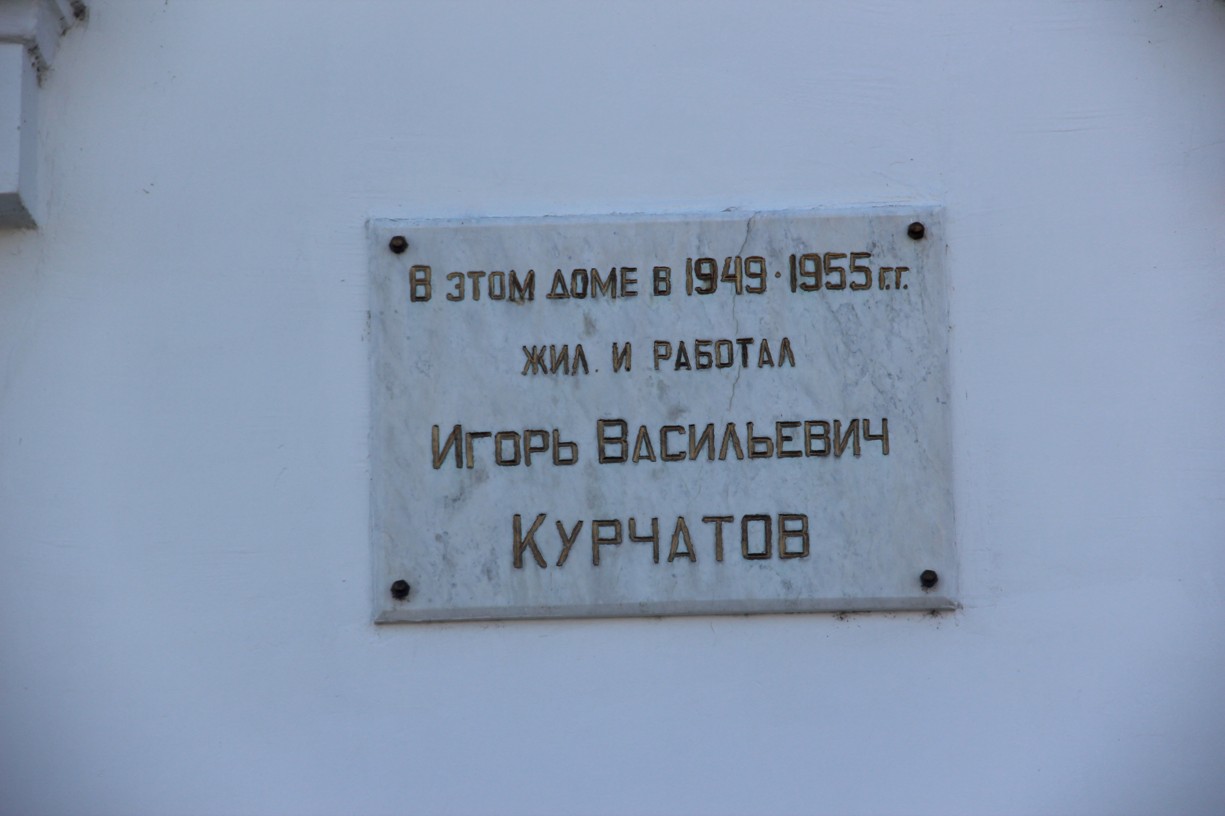 В ЭТОМ ДОМЕ В 1949·1955 г.г.
ЖИЛ. И РАБОТАЛ
ИГОРЬ ВАСИЛЬЕВИЧ
КУРЧАТОВ